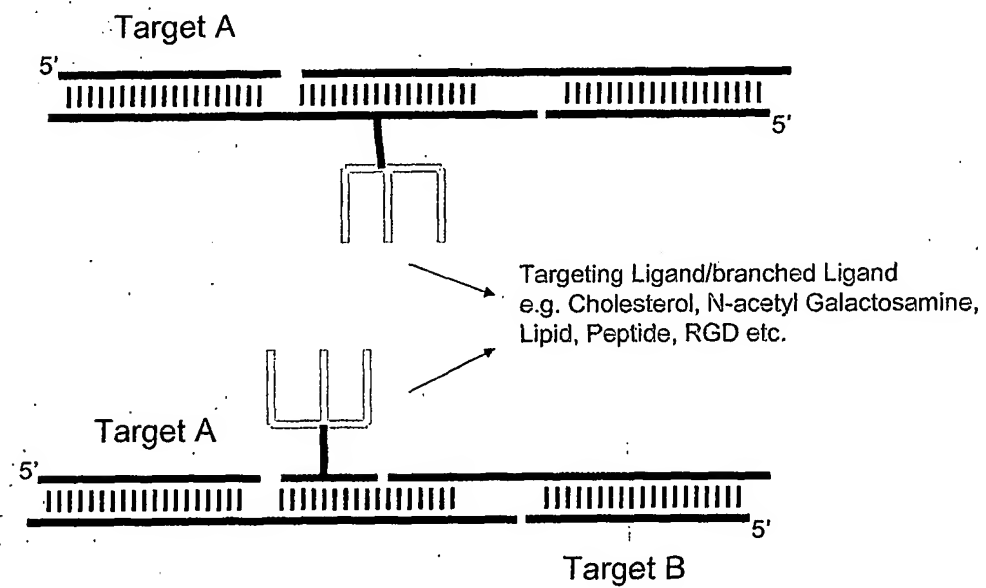 Target A
5'
5'
Targeting Ligand/branched Ligand
e.g. Cholesterol, N-acetyl Galactosamine,
Lipid, Peptide, RGD etc.
Target A
5'
5'
Target B